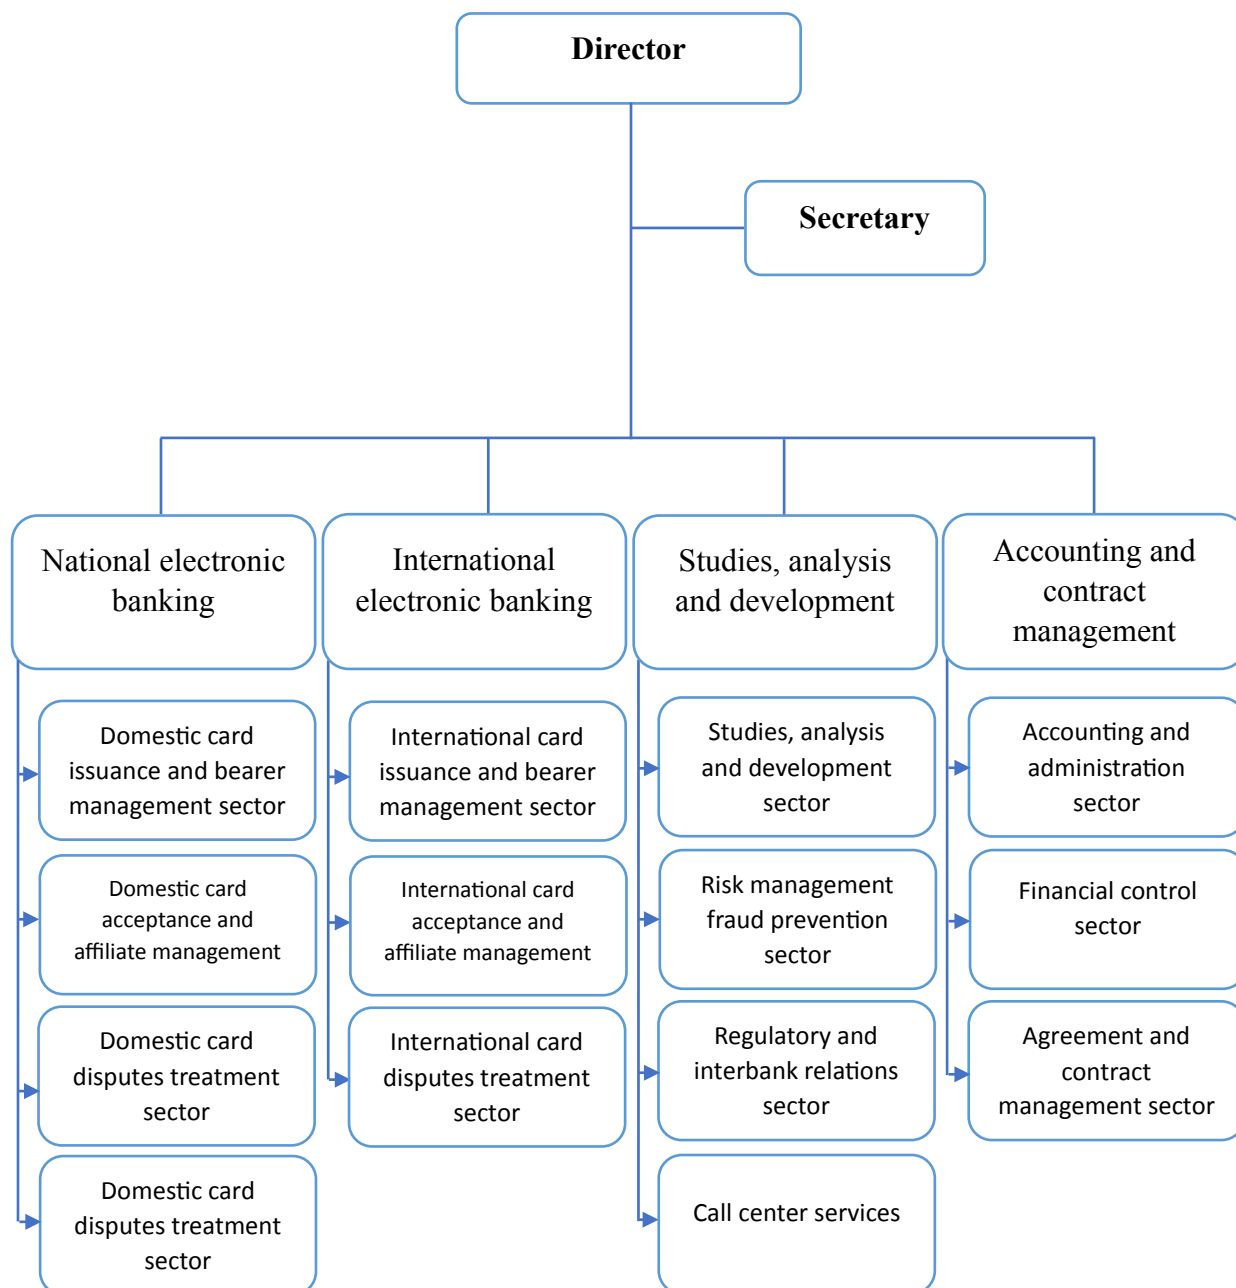 Director
Secretary
National electronic
banking
International
electronic banking
Studies, analysis
and development
Accounting and
contract
management
Domestic card
issuance and bearer
management sector
International card
issuance and bearer
management sector
Studies, analysis
and development
sector
Accounting and
administration
sector
Domestic card
acceptance and
affiliate management
International card
acceptance and
affiliate management
Risk management
fraud prevention
sector
Financial control
sector
Domestic card
disputes treatment
sector
International card
disputes treatment
sector
Regulatory and
interbank relations
sector
Agreement and
contract
management sector
Domestic card
disputes treatment
sector
Call center services